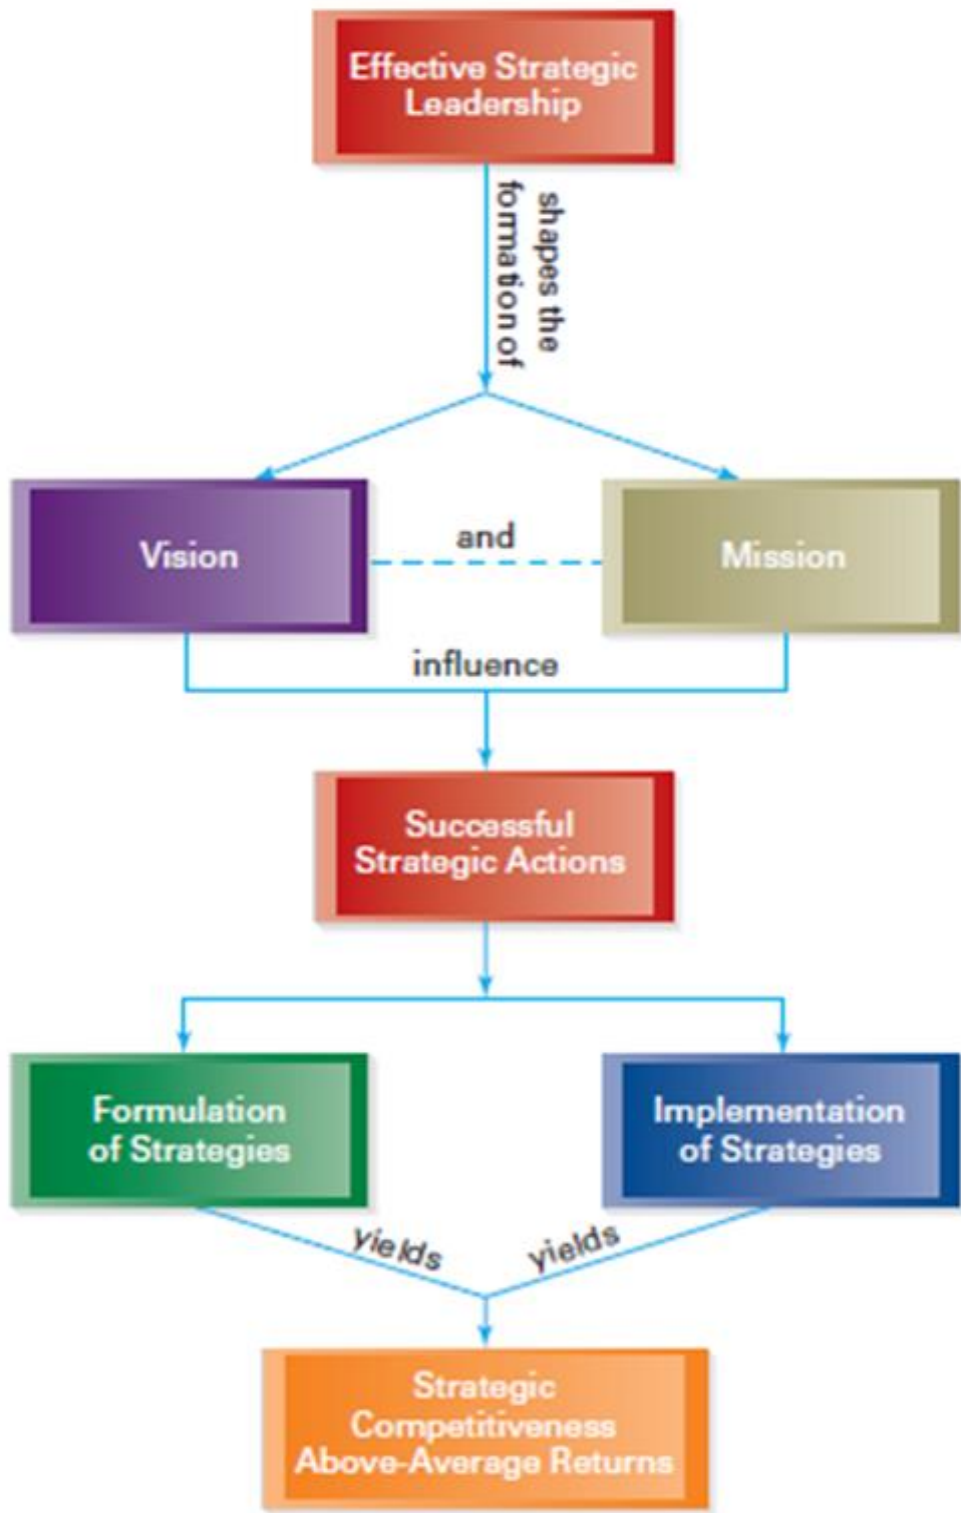 Effective Strategic
Leadership
shapes the
formation of
Vision
and
Mission
influence
Successful
Strategic Actions
Formulation
of Strategies
Implementation
of Strategies
yields
yields
Strategic
Competitiveness
Above-Average Returns